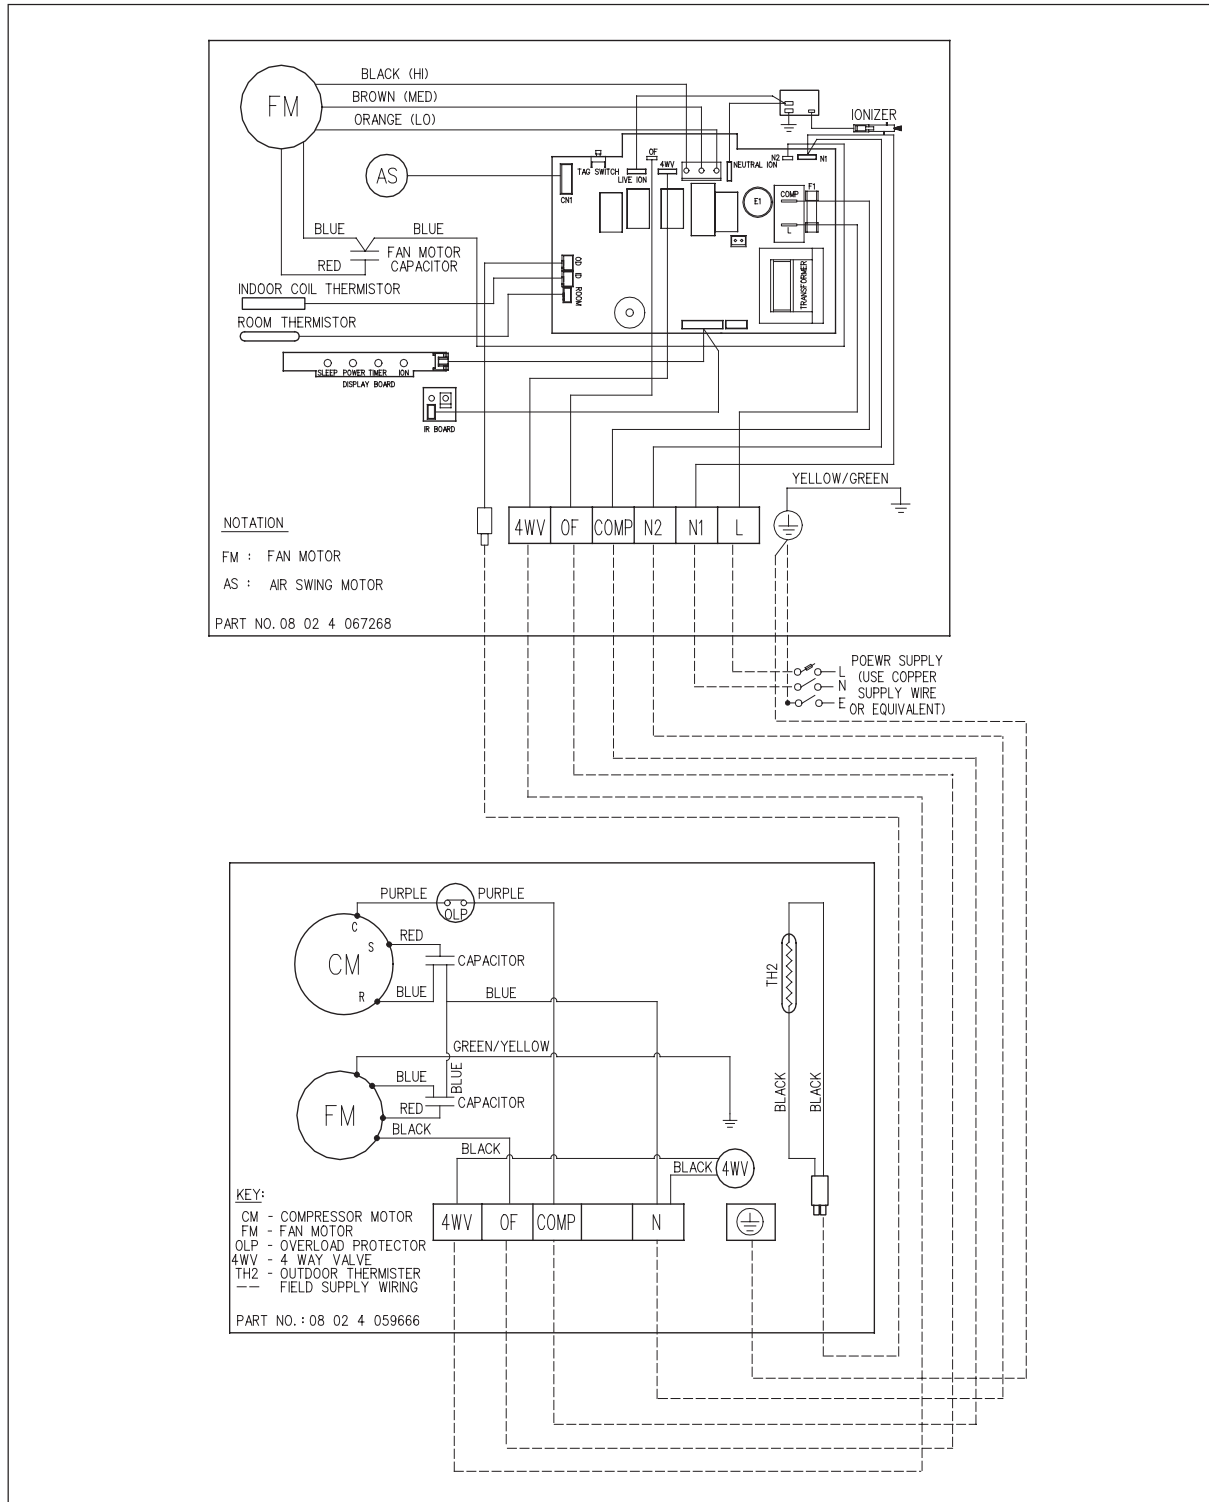 FM
BLACK (HI)
BROWN (MED)
ORANGE (LO)
IONIZER
AS
TAG SWITCH
OF
LIVE ION
4WV
NEUTRAL ION
N2
N1
CN1
E1
COMP
F1
L
BLUE
BLUE
FAN MOTOR
CAPACITOR
RED
OD
ID
ROOM
TRANSFORMER
INDOOR COIL THERMISTOR
ROOM THERMISTOR
SLEEP POWER TIMER ION
DISPLAY BOARD
IR BOARD
YELLOW/GREEN
4WV OF COMP N2 N1 L
NOTATION
FM : FAN MOTOR
AS : AIR SWING MOTOR
PART NO. 08 02 4 067268
L
N
E
POEWR SUPPLY
(USE COPPER
SUPPLY WIRE
OR EQUIVALENT)
PURPLE
PURPLE
OLP
C
S
R
CM
RED
CAPACITOR
BLUE
BLUE
TH2
GREEN/YELLOW
BLUE
BLUE
CAPACITOR
FM
RED
BLACK
BLACK
BLACK
BLACK
BLACK
4WV
KEY:
CM - COMPRESSOR MOTOR
FM - FAN MOTOR
OLP - OVERLOAD PROTECTOR
4WV - 4 WAY VALVE
TH2 - OUTDOOR THERMISTER
-- FIELD SUPPLY WIRING
4WV OF COMP N
PART NO. : 08 02 4 059666